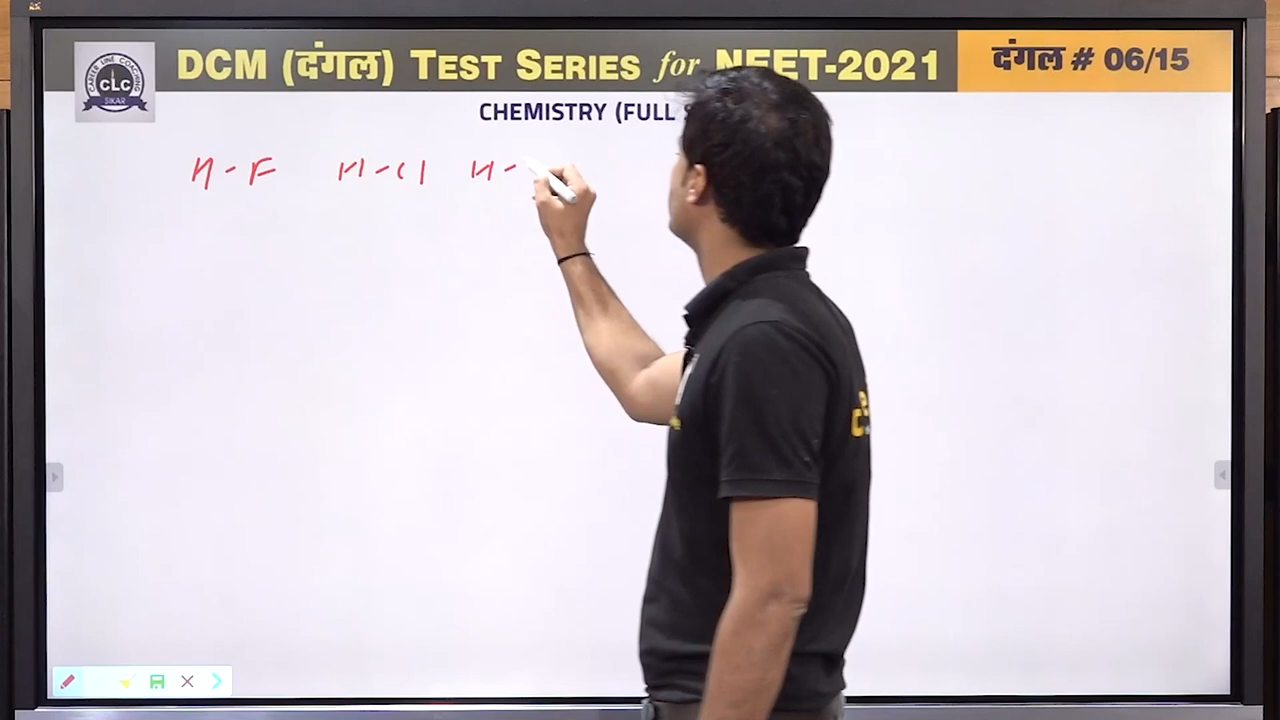 DCM (दंगल) TEST SERIES for NEET-2021
दंगल # 06/15
CAREER LINE COACHING
CLC
SIKAR
CHEMISTRY (FULL
H-F H-Cl H-